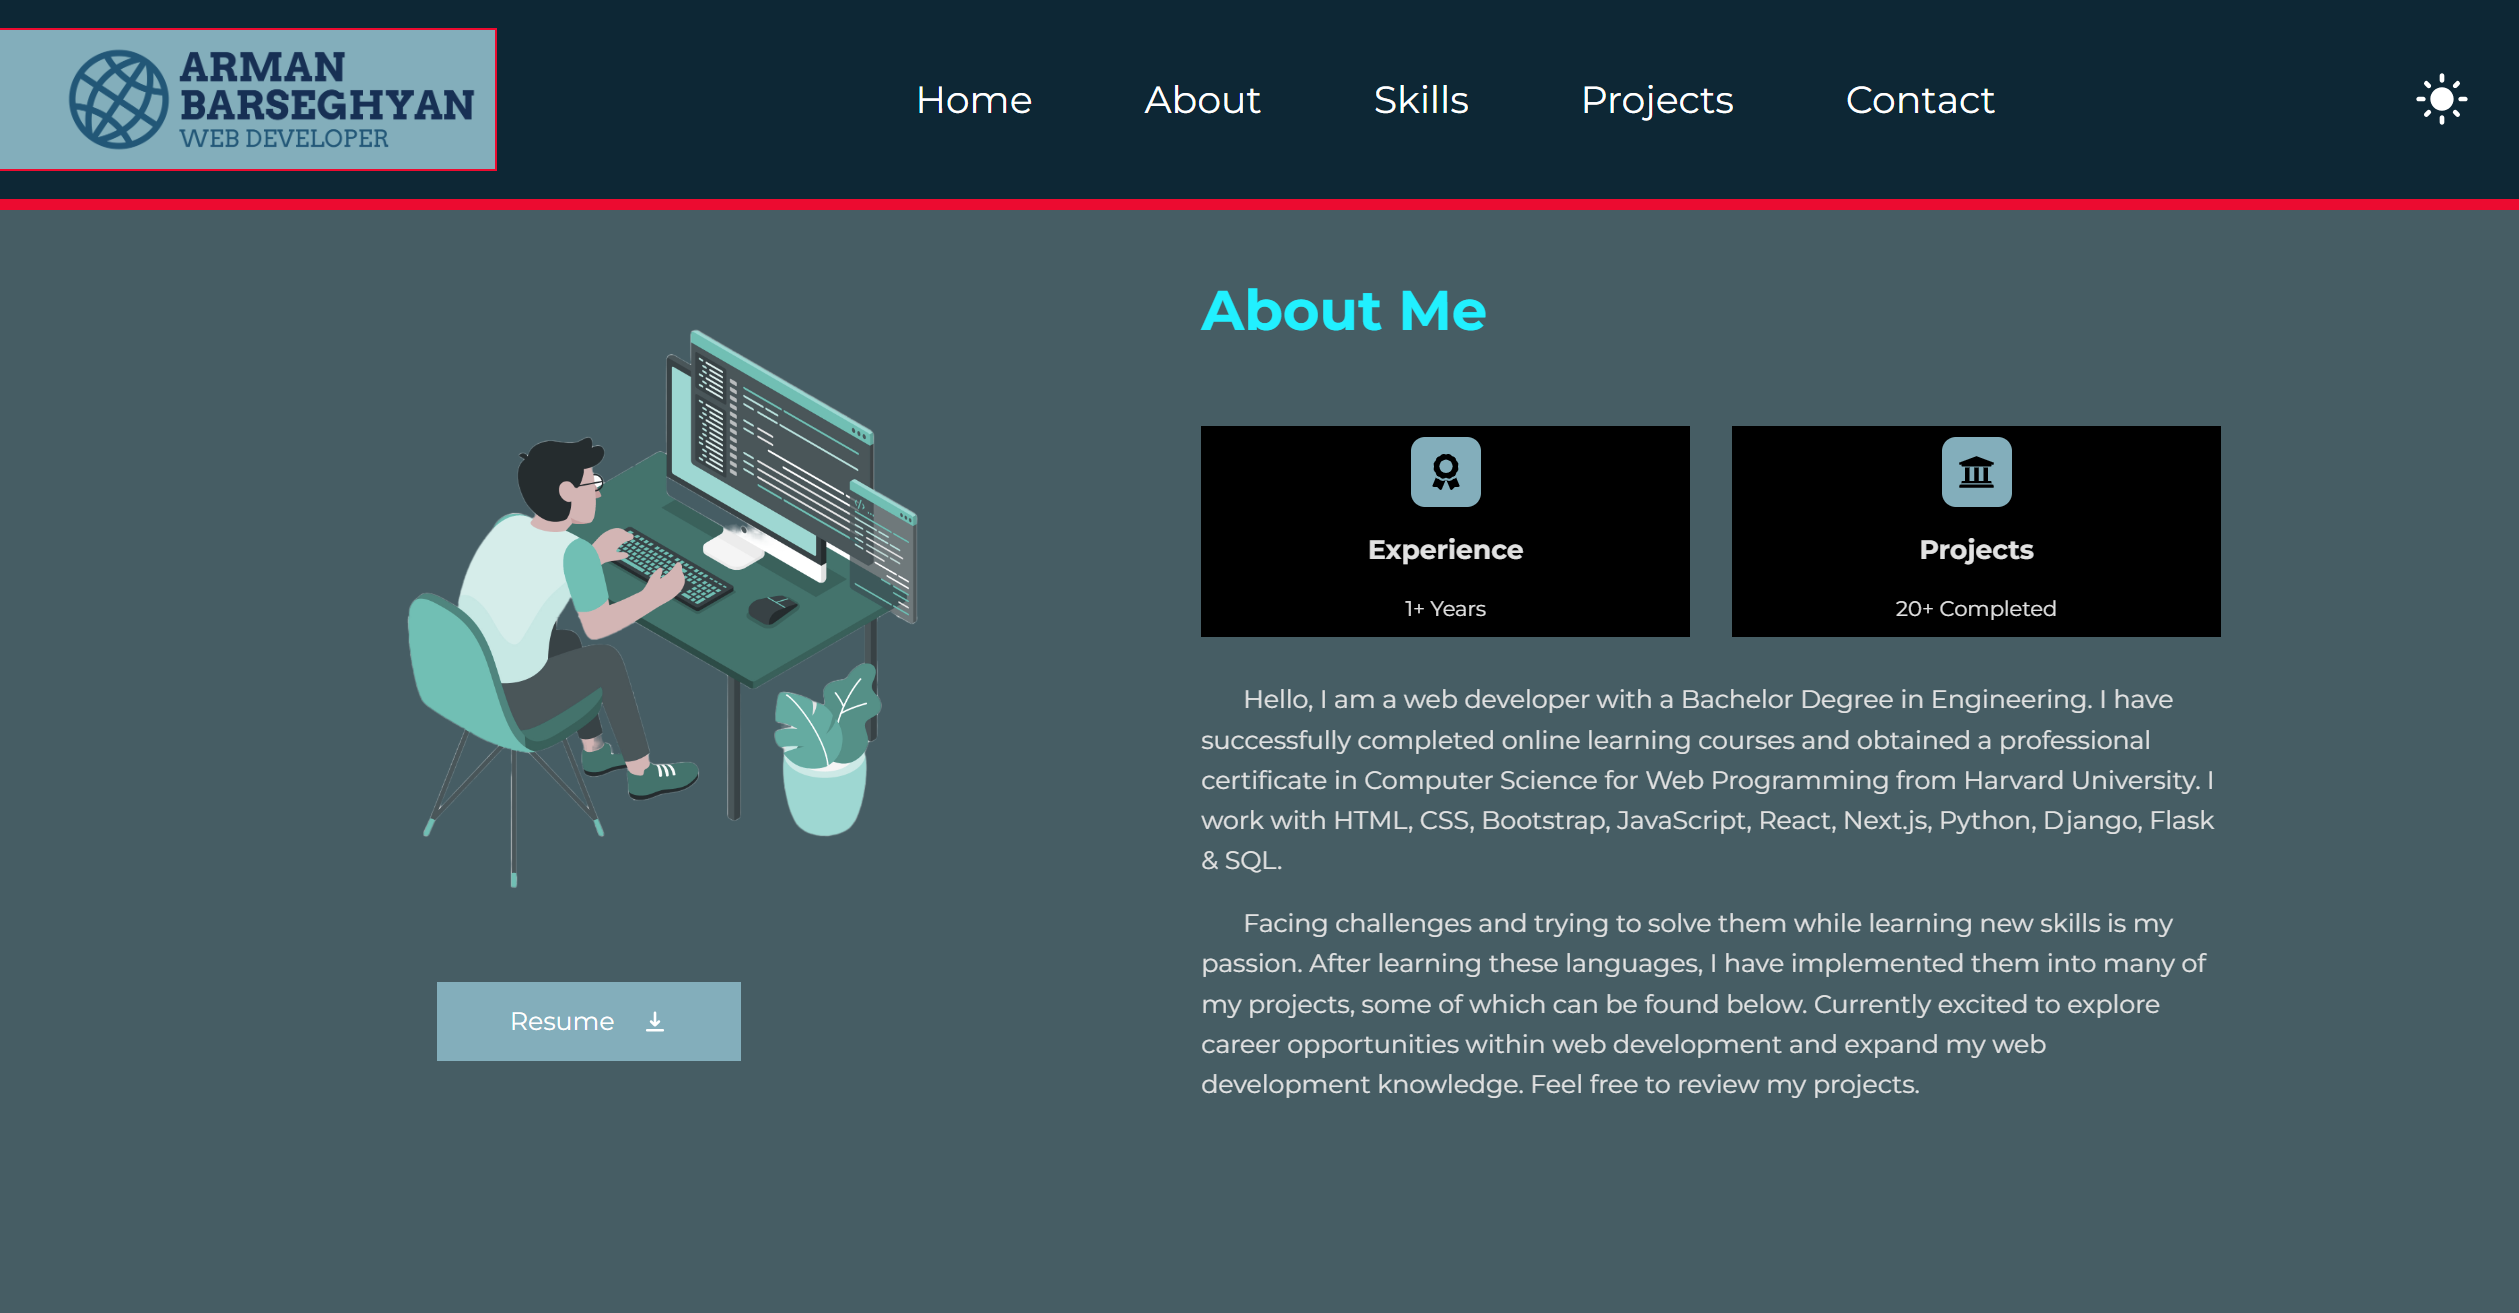 ARMAN
BARSEGHYAN
WEB DEVELOPER
Home
About
Skills
Projects
Contact
About Me
Experience
1+ Years
Projects
20+ Completed
Hello, I am a web developer with a Bachelor Degree in Engineering. I have
successfully completed online learning courses and obtained a professional
certificate in Computer Science for Web Programming from Harvard University. I
work with HTML, CSS, Bootstrap, JavaScript, React, Next.js, Python, Django, Flask
& SQL.
Facing challenges and trying to solve them while learning new skills is my
passion. After learning these languages, I have implemented them into many of
my projects, some of which can be found below. Currently excited to explore
career opportunities within web development and expand my web
development knowledge. Feel free to review my projects.
Resume